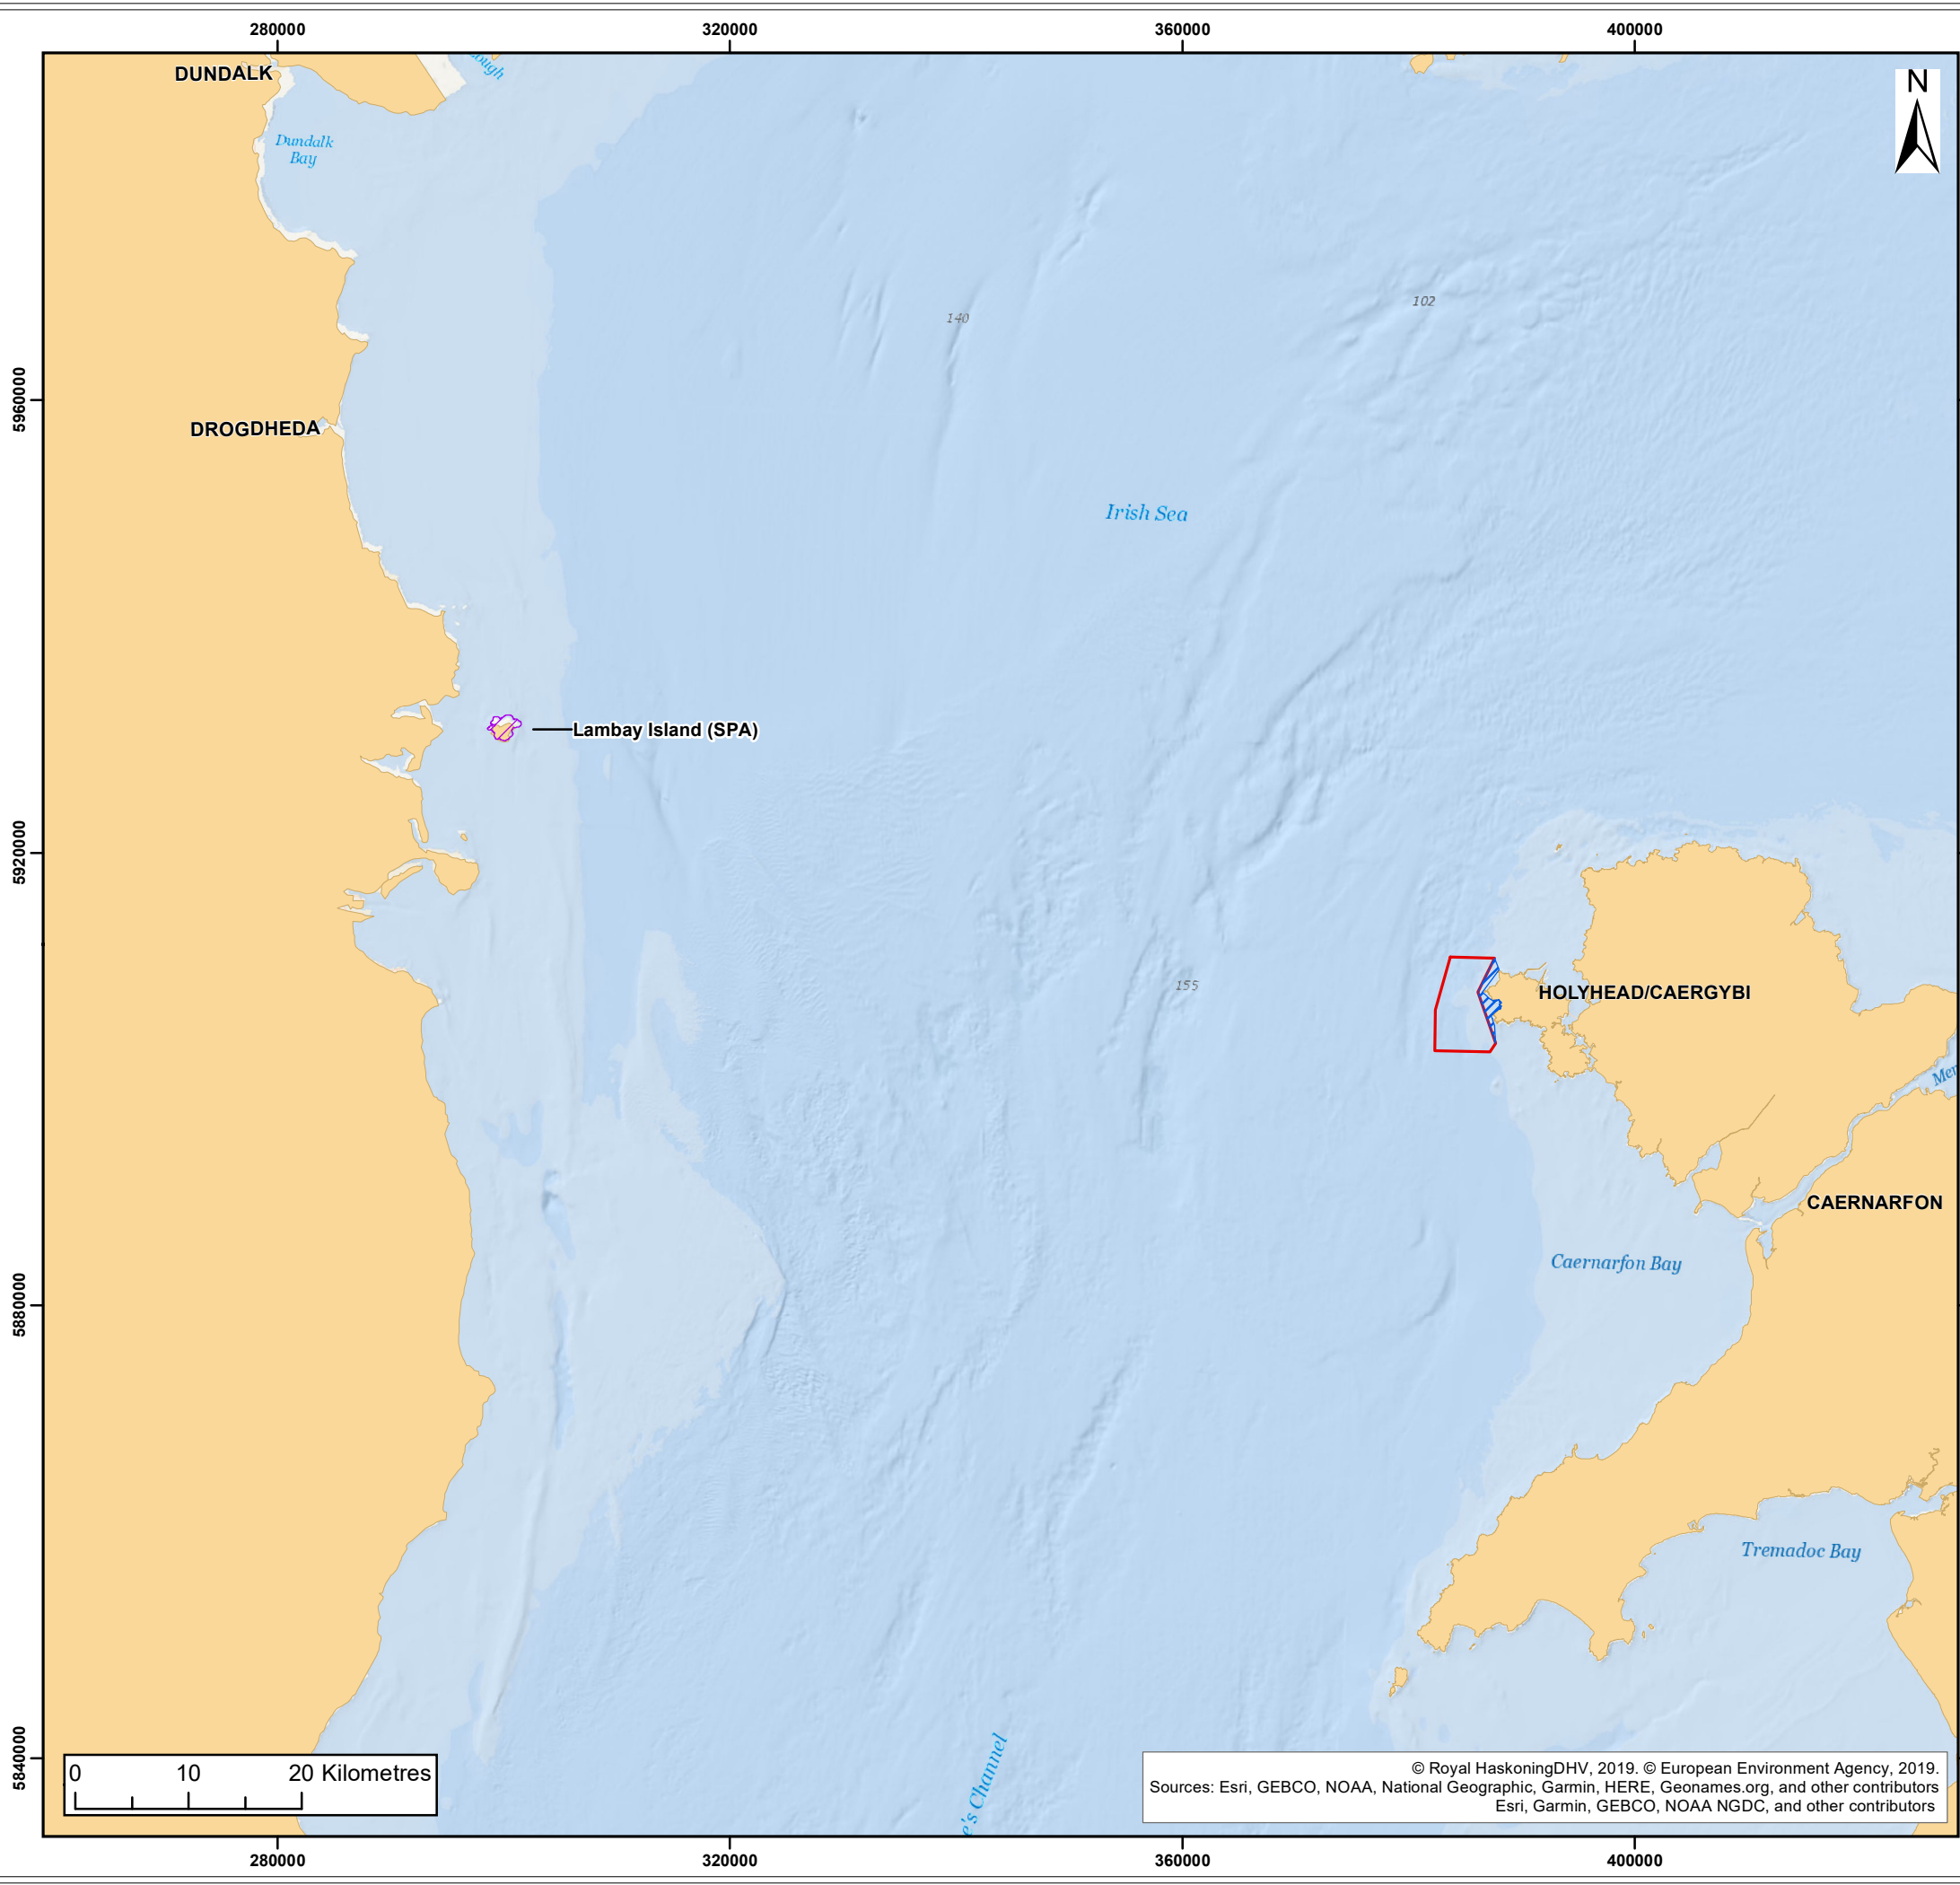 280000
320000
360000
400000
DUNDALK
ough
N
Dundalk
Bay
102
140
5960000
DROGDHEDA
Irish Sea
Lambay Island (SPA)
5920000
155
HOLYHEAD/CAERGYBI
Men
CAERNARFON
Caernarfon Bay
5880000
Tremadoc Bay
5840000
e's Channel
0 10 20 Kilometres
© Royal HaskoningDHV, 2019. © European Environment Agency, 2019.
Sources: Esri, GEBCO, NOAA, National Geographic, Garmin, HERE, Geonames.org, and other contributors
Esri, Garmin, GEBCO, NOAA NGDC, and other contributors
280000
320000
360000
400000